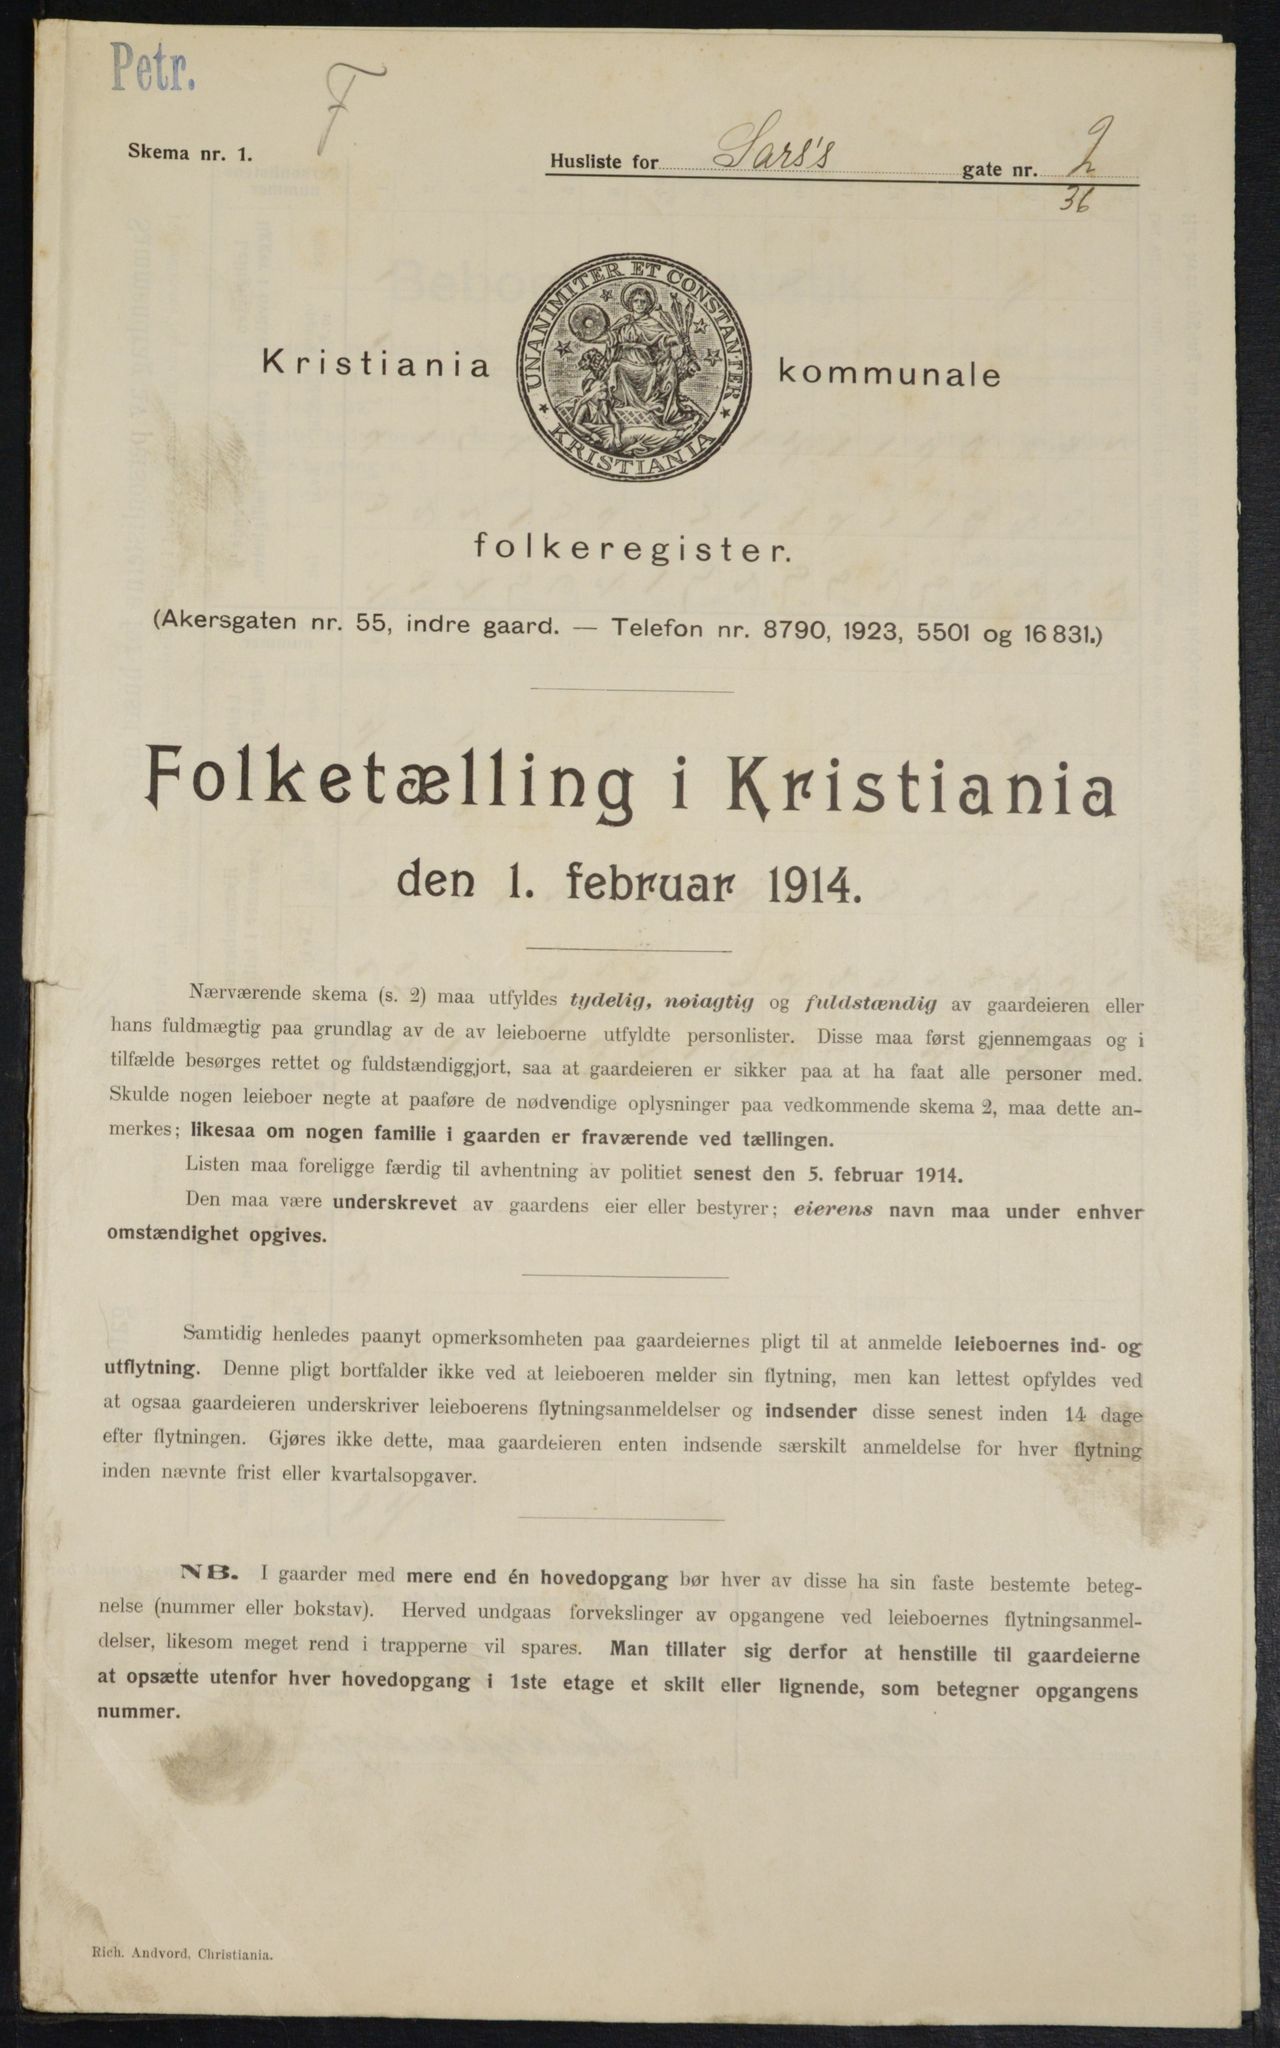 Petr.
F
Skema nr. 1.
Husliste for Sars's gate nr. 2
36
UNANIMITER ET CONSTANTER
KRISTIANIA
Kristiania kommunale
folkeregister.
(Akersgaten nr. 55, indre gaard. — Telefon nr. 8790, 1923, 5501 og 16 831.)
Folketælling i Kristiania
den 1. februar 1914.
Nærværende skema (s. 2) maa utfyldes tydelig, nøiagtig og fuldstændig av gaardeieren eller
hans fuldmægtig paa grundlag av de av leieboerne utfyldte personlister. Disse maa først gjennemgaas og i
tilfælde besørges rettet og fuldstændiggjort, saa at gaardeieren er sikker paa at ha faat alle personer med.
Skulde nogen leieboer negte at paaføre de nødvendige oplysninger paa vedkommende skema 2, maa dette an-
merkes; likesaa om nogen familie i gaarden er fraværende ved tællingen.
Listen maa foreligge færdig til avhentning av politiet senest den 5. februar 1914.
Den maa være underskrevet av gaardens eier eller bestyrer; eierens navn maa under enhver
omstændighet opgives.
Samtidig henledes paanyt opmerksomheten paa gaardeiernes pligt til at anmelde leieboernes ind- og
utflytning. Denne pligt bortfalder ikke ved at leieboeren melder sin flytning, men kan lettest opfyldes ved
at ogsaa gaardeieren underskriver leieboerens flytningsanmeldelser og indsender disse senest inden 14 dage
efter flytningen. Gjøres ikke dette, maa gaardeieren enten indsende særskilt anmeldelse for hver flytning
inden nævnte frist eller kvartalsopgaver.
NB. I gaarder med mere end én hovedopgang bør hver av disse ha sin faste bestemte beteg-
nelse (nummer eller bokstav). Herved undgaas forvekslinger av opgangene ved leieboernes flytningsanmel-
delser, likesom meget rend i trapperne vil spares. Man tillater sig derfor at henstille til gaardeierne
at opsætte utenfor hver hovedopgang i 1ste etage et skilt eller lignende, som betegner opgangens
nummer.
Rich. Andvord, Christiania.